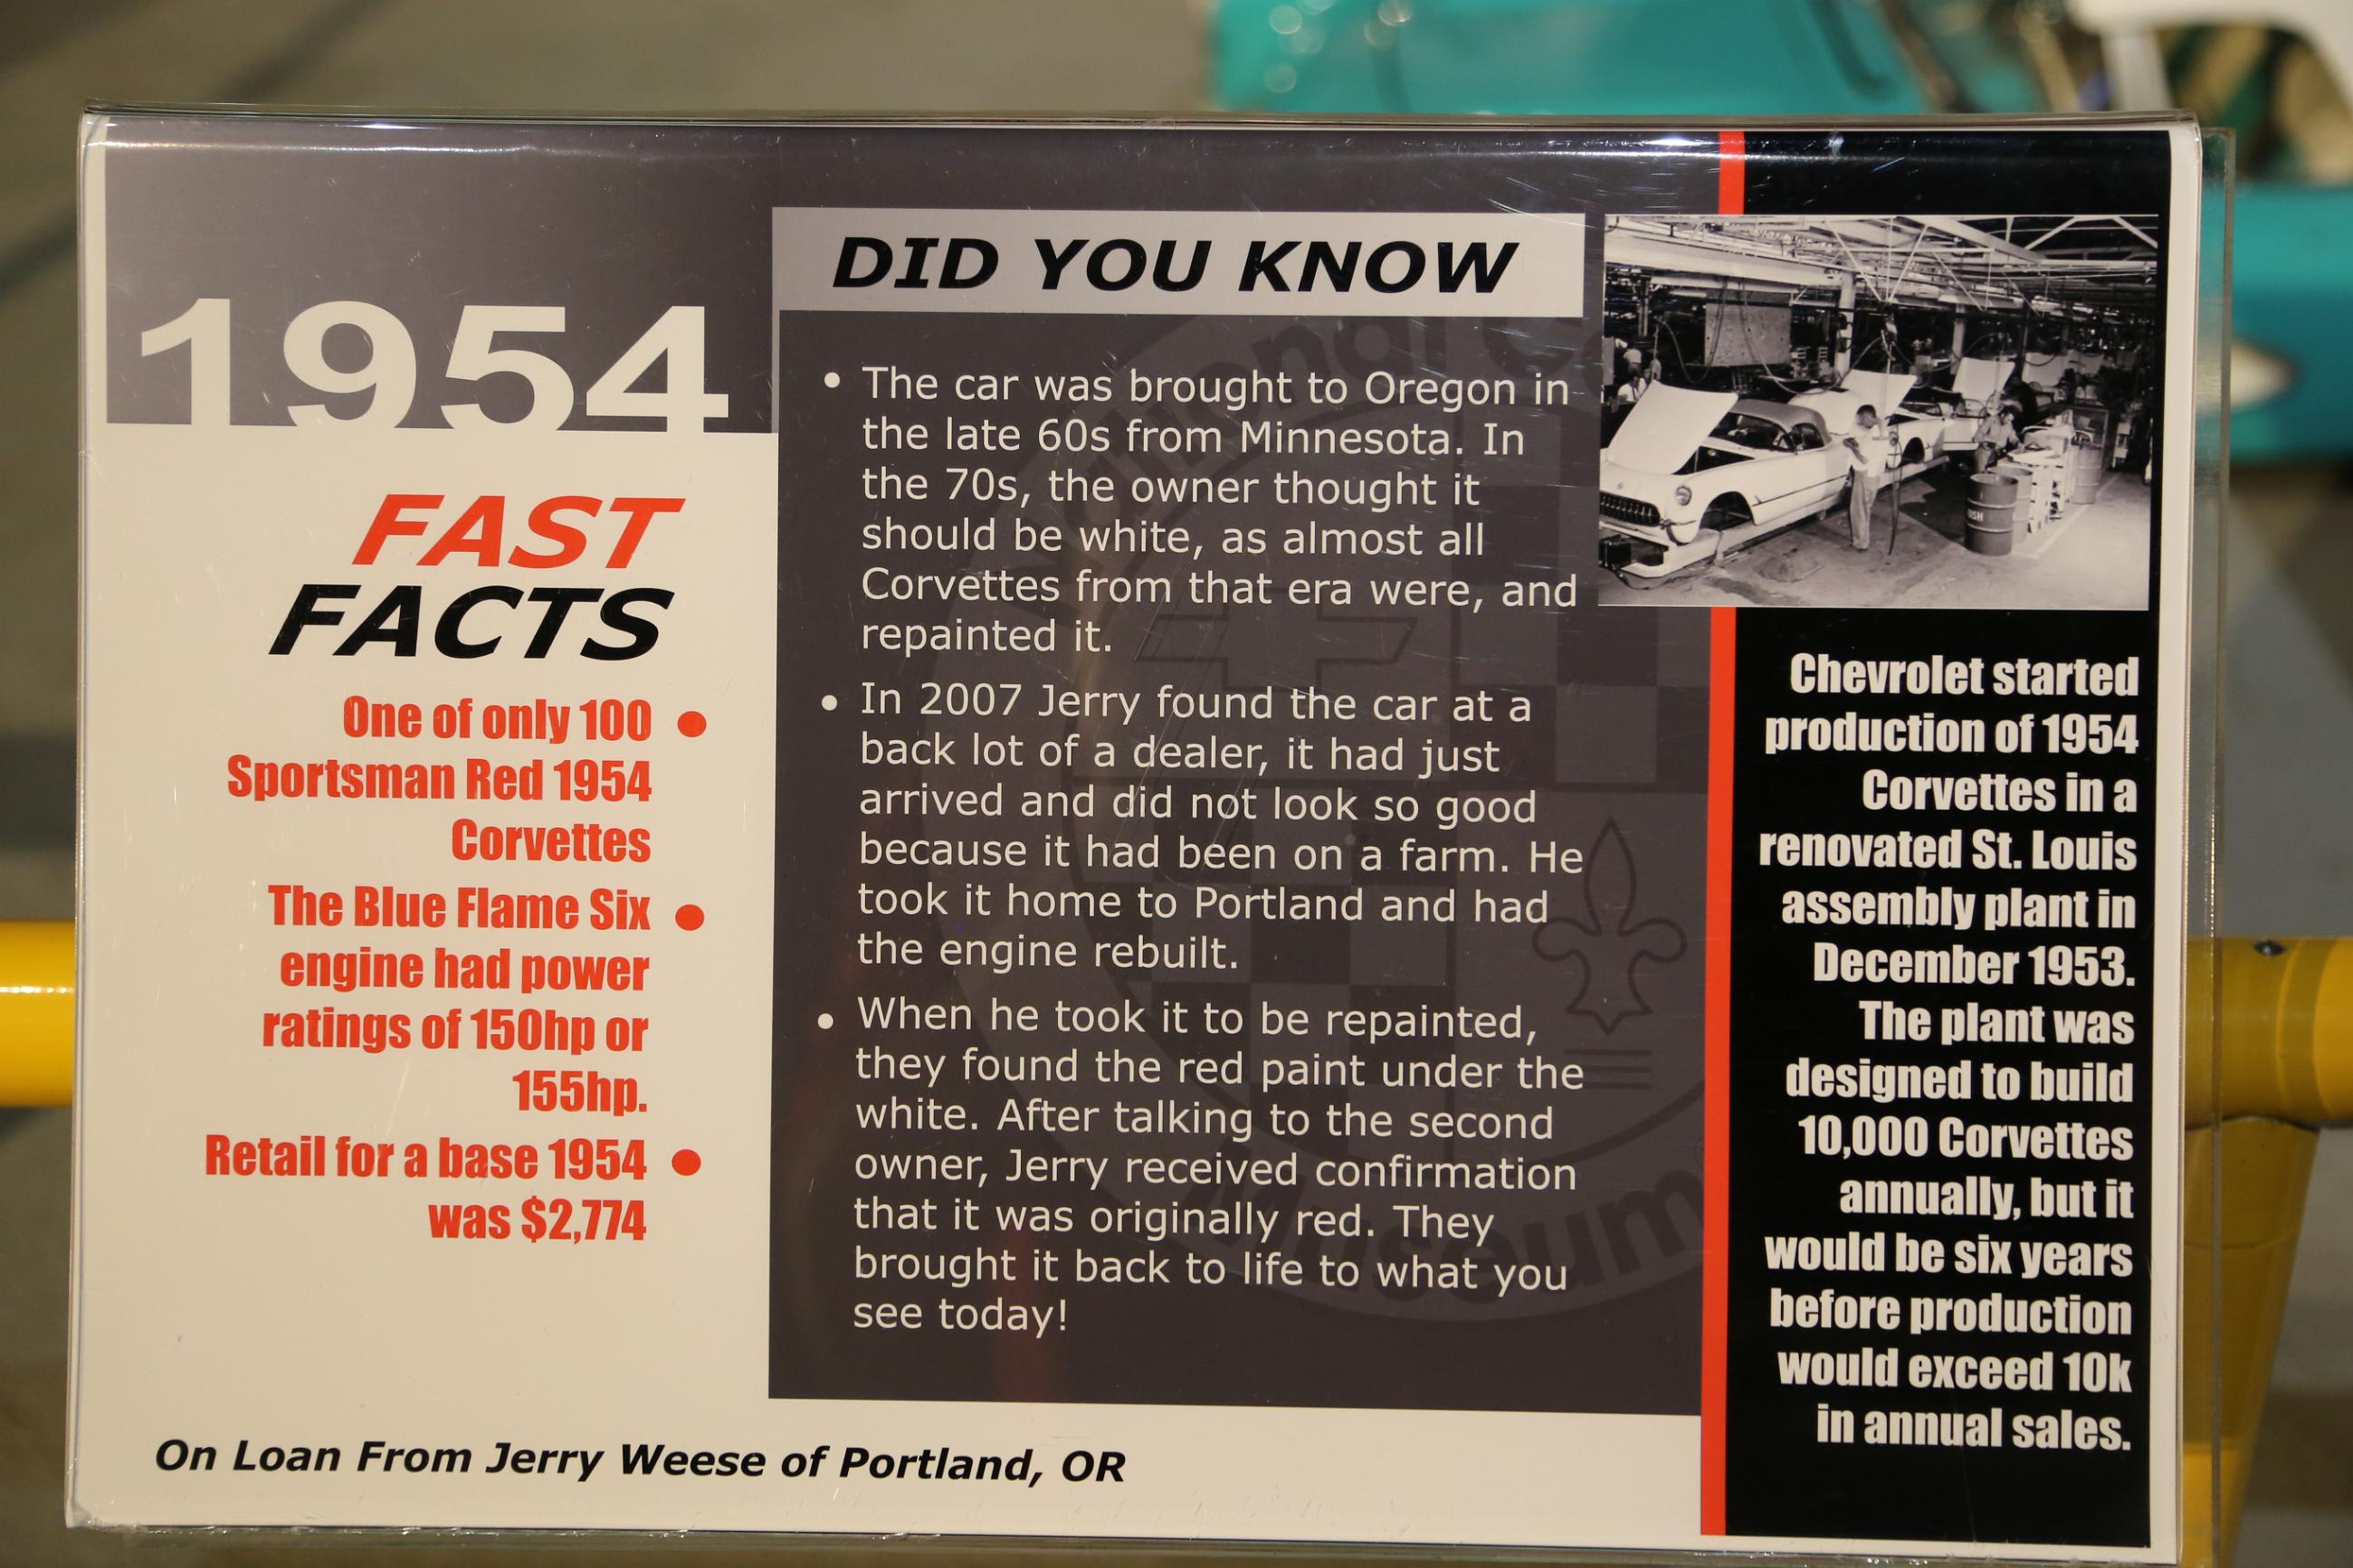 1954
FAST
FACTS
One of only 100
Sportsman Red 1954
Corvettes
The Blue Flame Six
engine had power
ratings of 150hp or
155hp.
Retail for a base 1954
was $2,774
DID YOU KNOW
• The car was brought to Oregon in
the late 60s from Minnesota. In
the 70s, the owner thought it
should be white, as almost all
Corvettes from that era were, and
repainted it.
• In 2007 Jerry found the car at a
back lot of a dealer, it had just
arrived and did not look so good
because it had been on a farm. He
took it home to Portland and had
the engine rebuilt.
• When he took it to be repainted,
they found the red paint under the
white. After talking to the second
owner, Jerry received confirmation
that it was originally red. They
brought it back to life to what you
see today!
National
Museum
Chevrolet started
production of 1954
Corvettes in a
renovated St. Louis
assembly plant in
December 1953.
The plant was
designed to build
10,000 Corvettes
annually, but it
would be six years
before production
would exceed 10k
in annual sales.
On Loan From Jerry Weese of Portland, OR